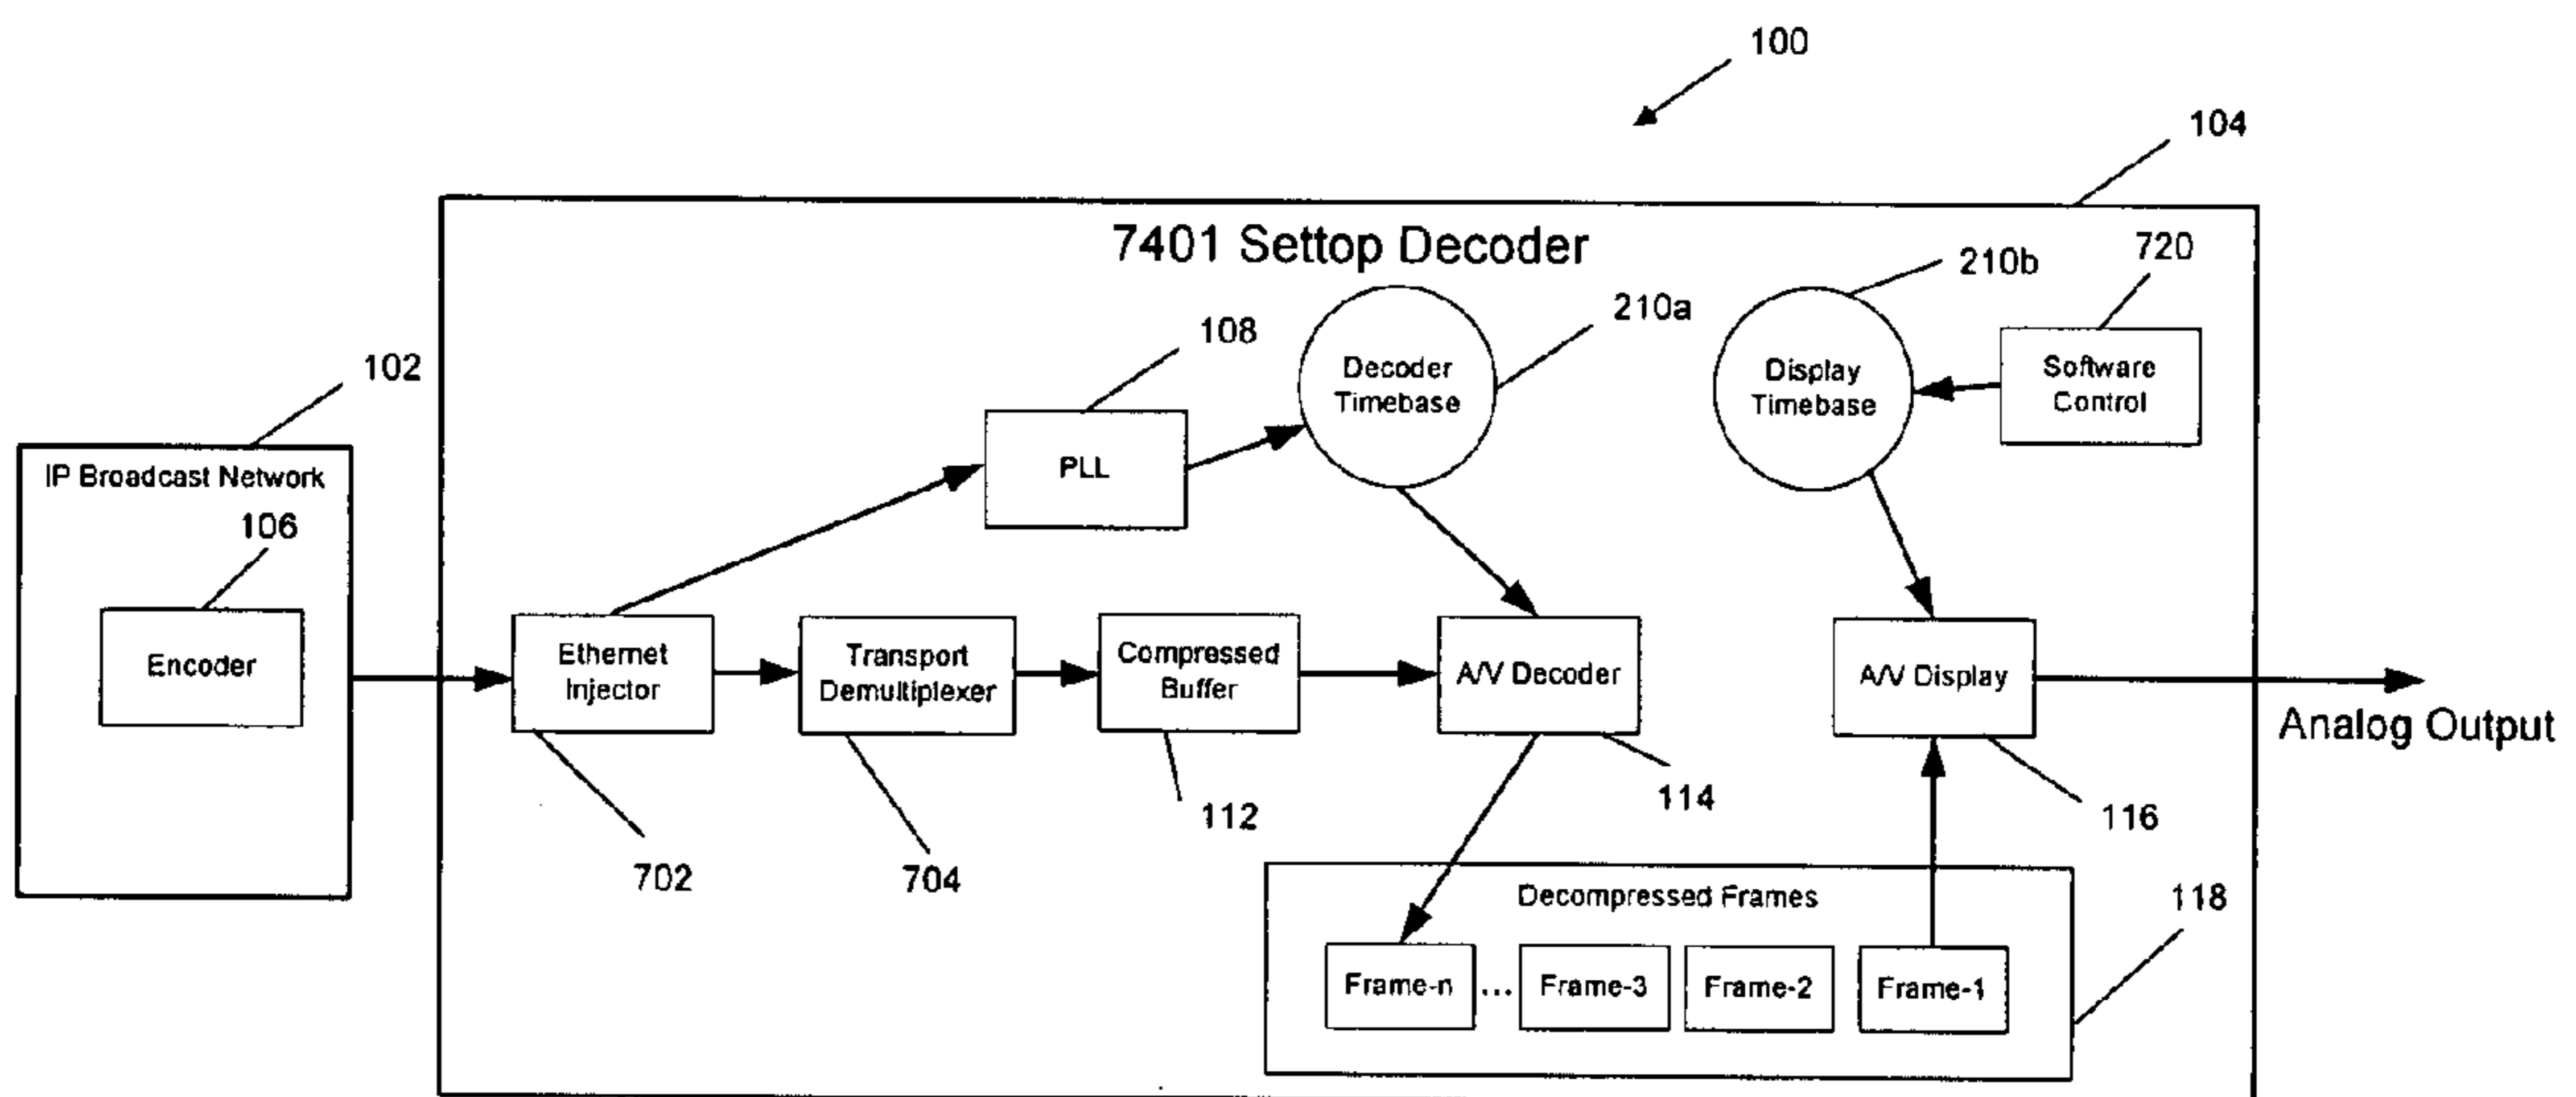 100
104
7401 Settop Decoder
210b
720
210a
108
102
Decoder
Timebase
Display
Timebase
Software
Control
IP Broadcast Network
PLL
106
Encoder
Ethernet
Injector
Transport
Demultiplexer
Compressed
Buffer
A/V Decoder
A/V Display
Analog Output
702
704
112
114
116
Decompressed Frames
118
Frame-n
...
Frame-3
Frame-2
Frame-1